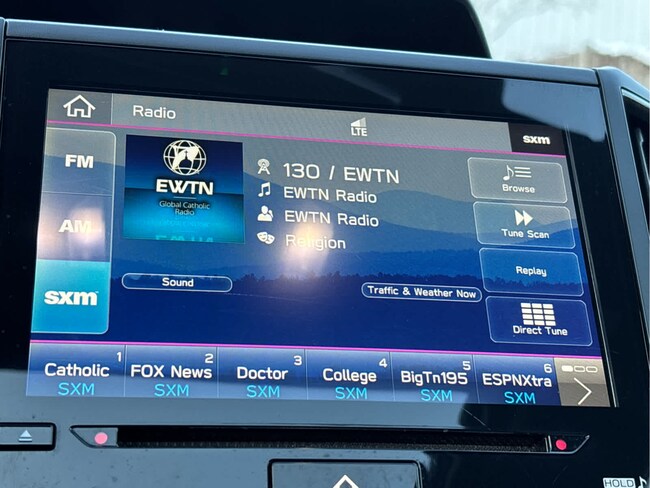 Radio
LTE
sxm
FM
AM
sxm
EWTN
Global Catholic
Radio
130 / EWTN
EWTN Radio
EWTN Radio
Religion
Browse
Tune Scan
Replay
Direct Tune
Sound
Traffic & Weather Now
Catholic 1
SXM
FOX News 2
SXM
Doctor 3
SXM
College 4
SXM
BigTn195 5
SXM
ESPNXtra 6
SXM
HOLD